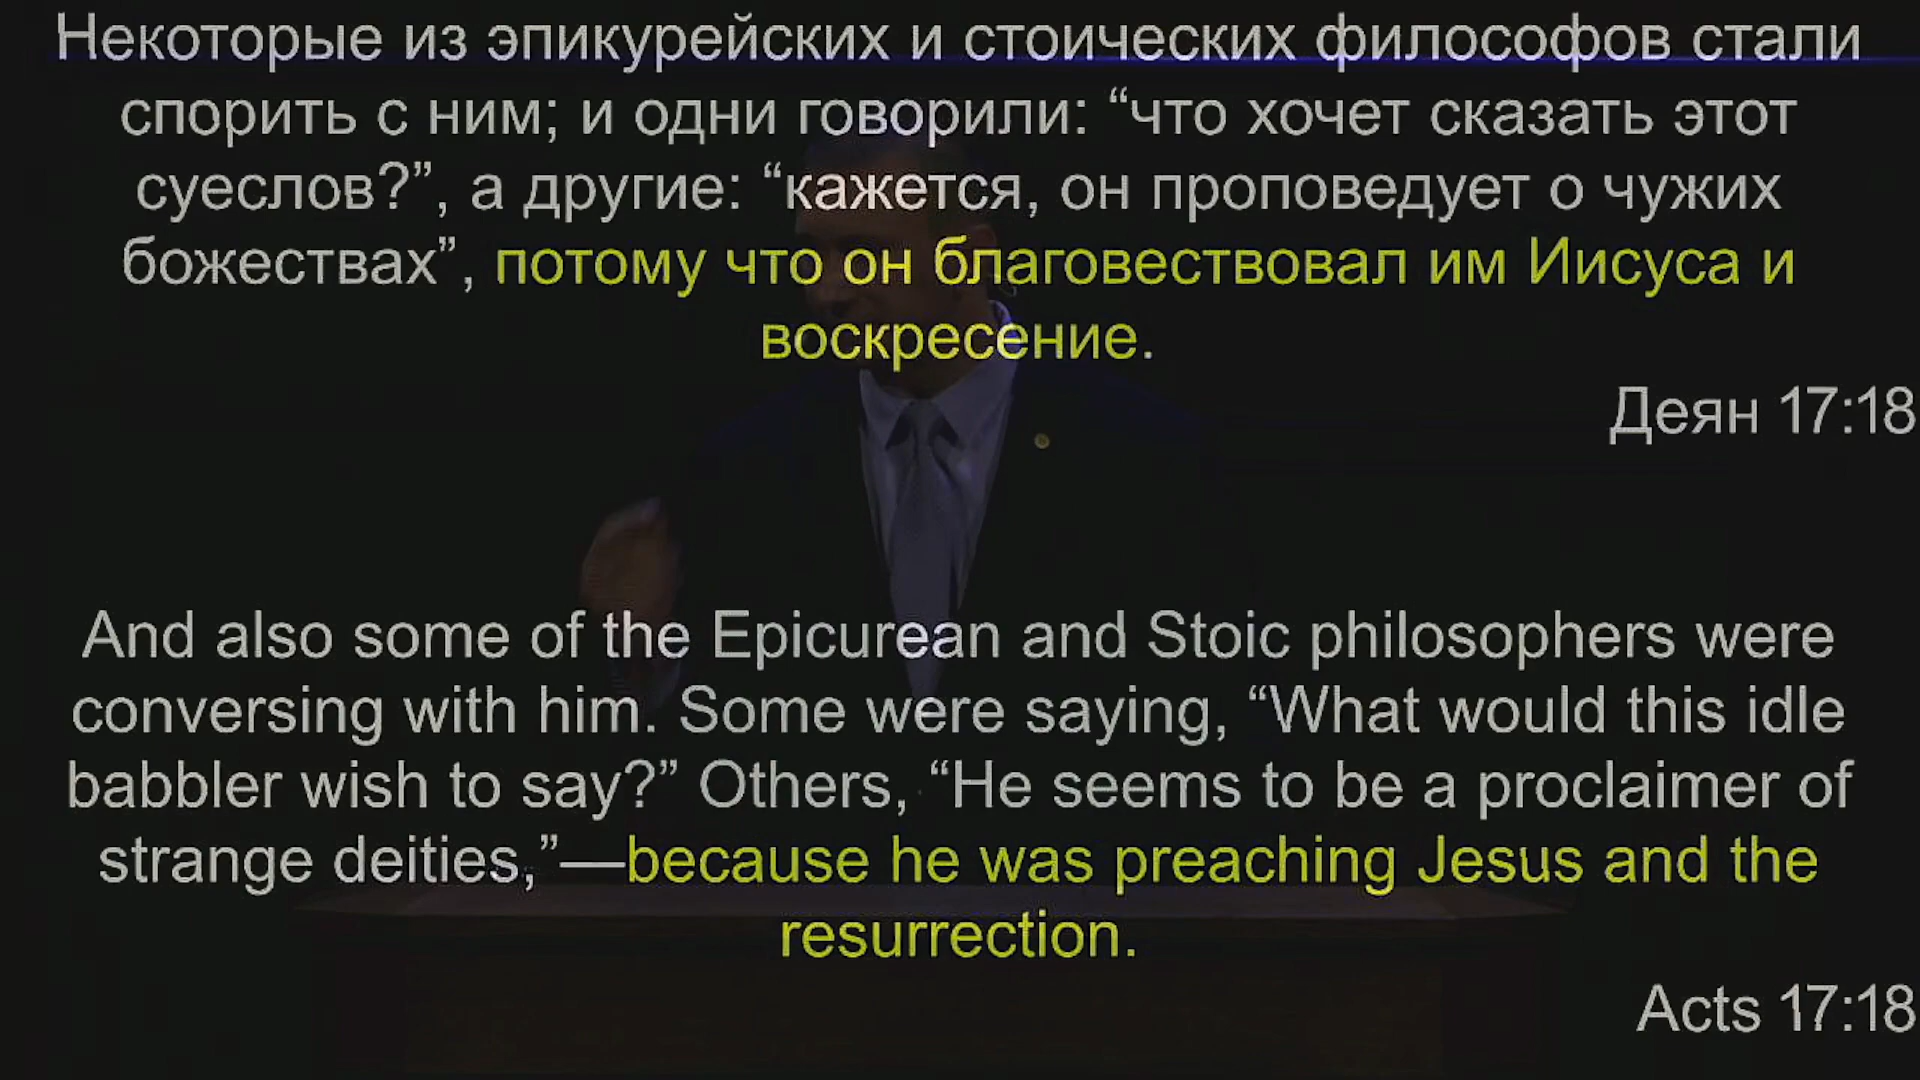 Некоторые из эпикурейских и стоических философов стали
спорить с ним; и одни говорили: “что хочет сказать этот
суеслов?”, а другие: “кажется, он проповедует о чужих
божествах”, потому что он благовествовал им Иисуса и
воскресение.
Деян 17:18
And also some of the Epicurean and Stoic philosophers were
conversing with him. Some were saying, “What would this idle
babbler wish to say?” Others, “He seems to be a proclaimer of
strange deities,”—because he was preaching Jesus and the
resurrection.
Acts 17:18